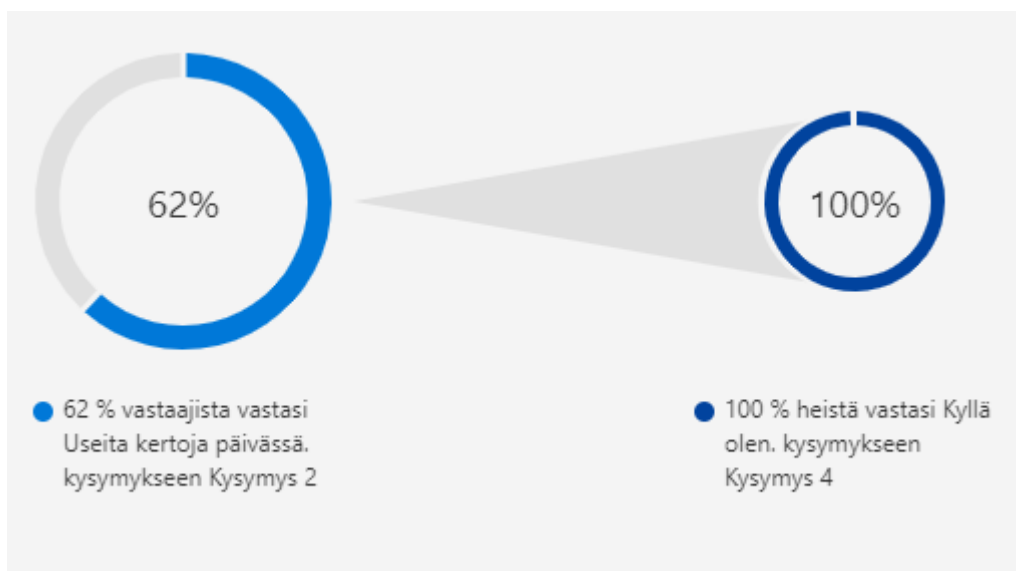 62%
100%
62 % vastaajista vastasi
Useita kertoja päivässä.
kysymykseen Kysymys 2
100 % heistä vastasi Kyllä
olen. kysymykseen
Kysymys 4